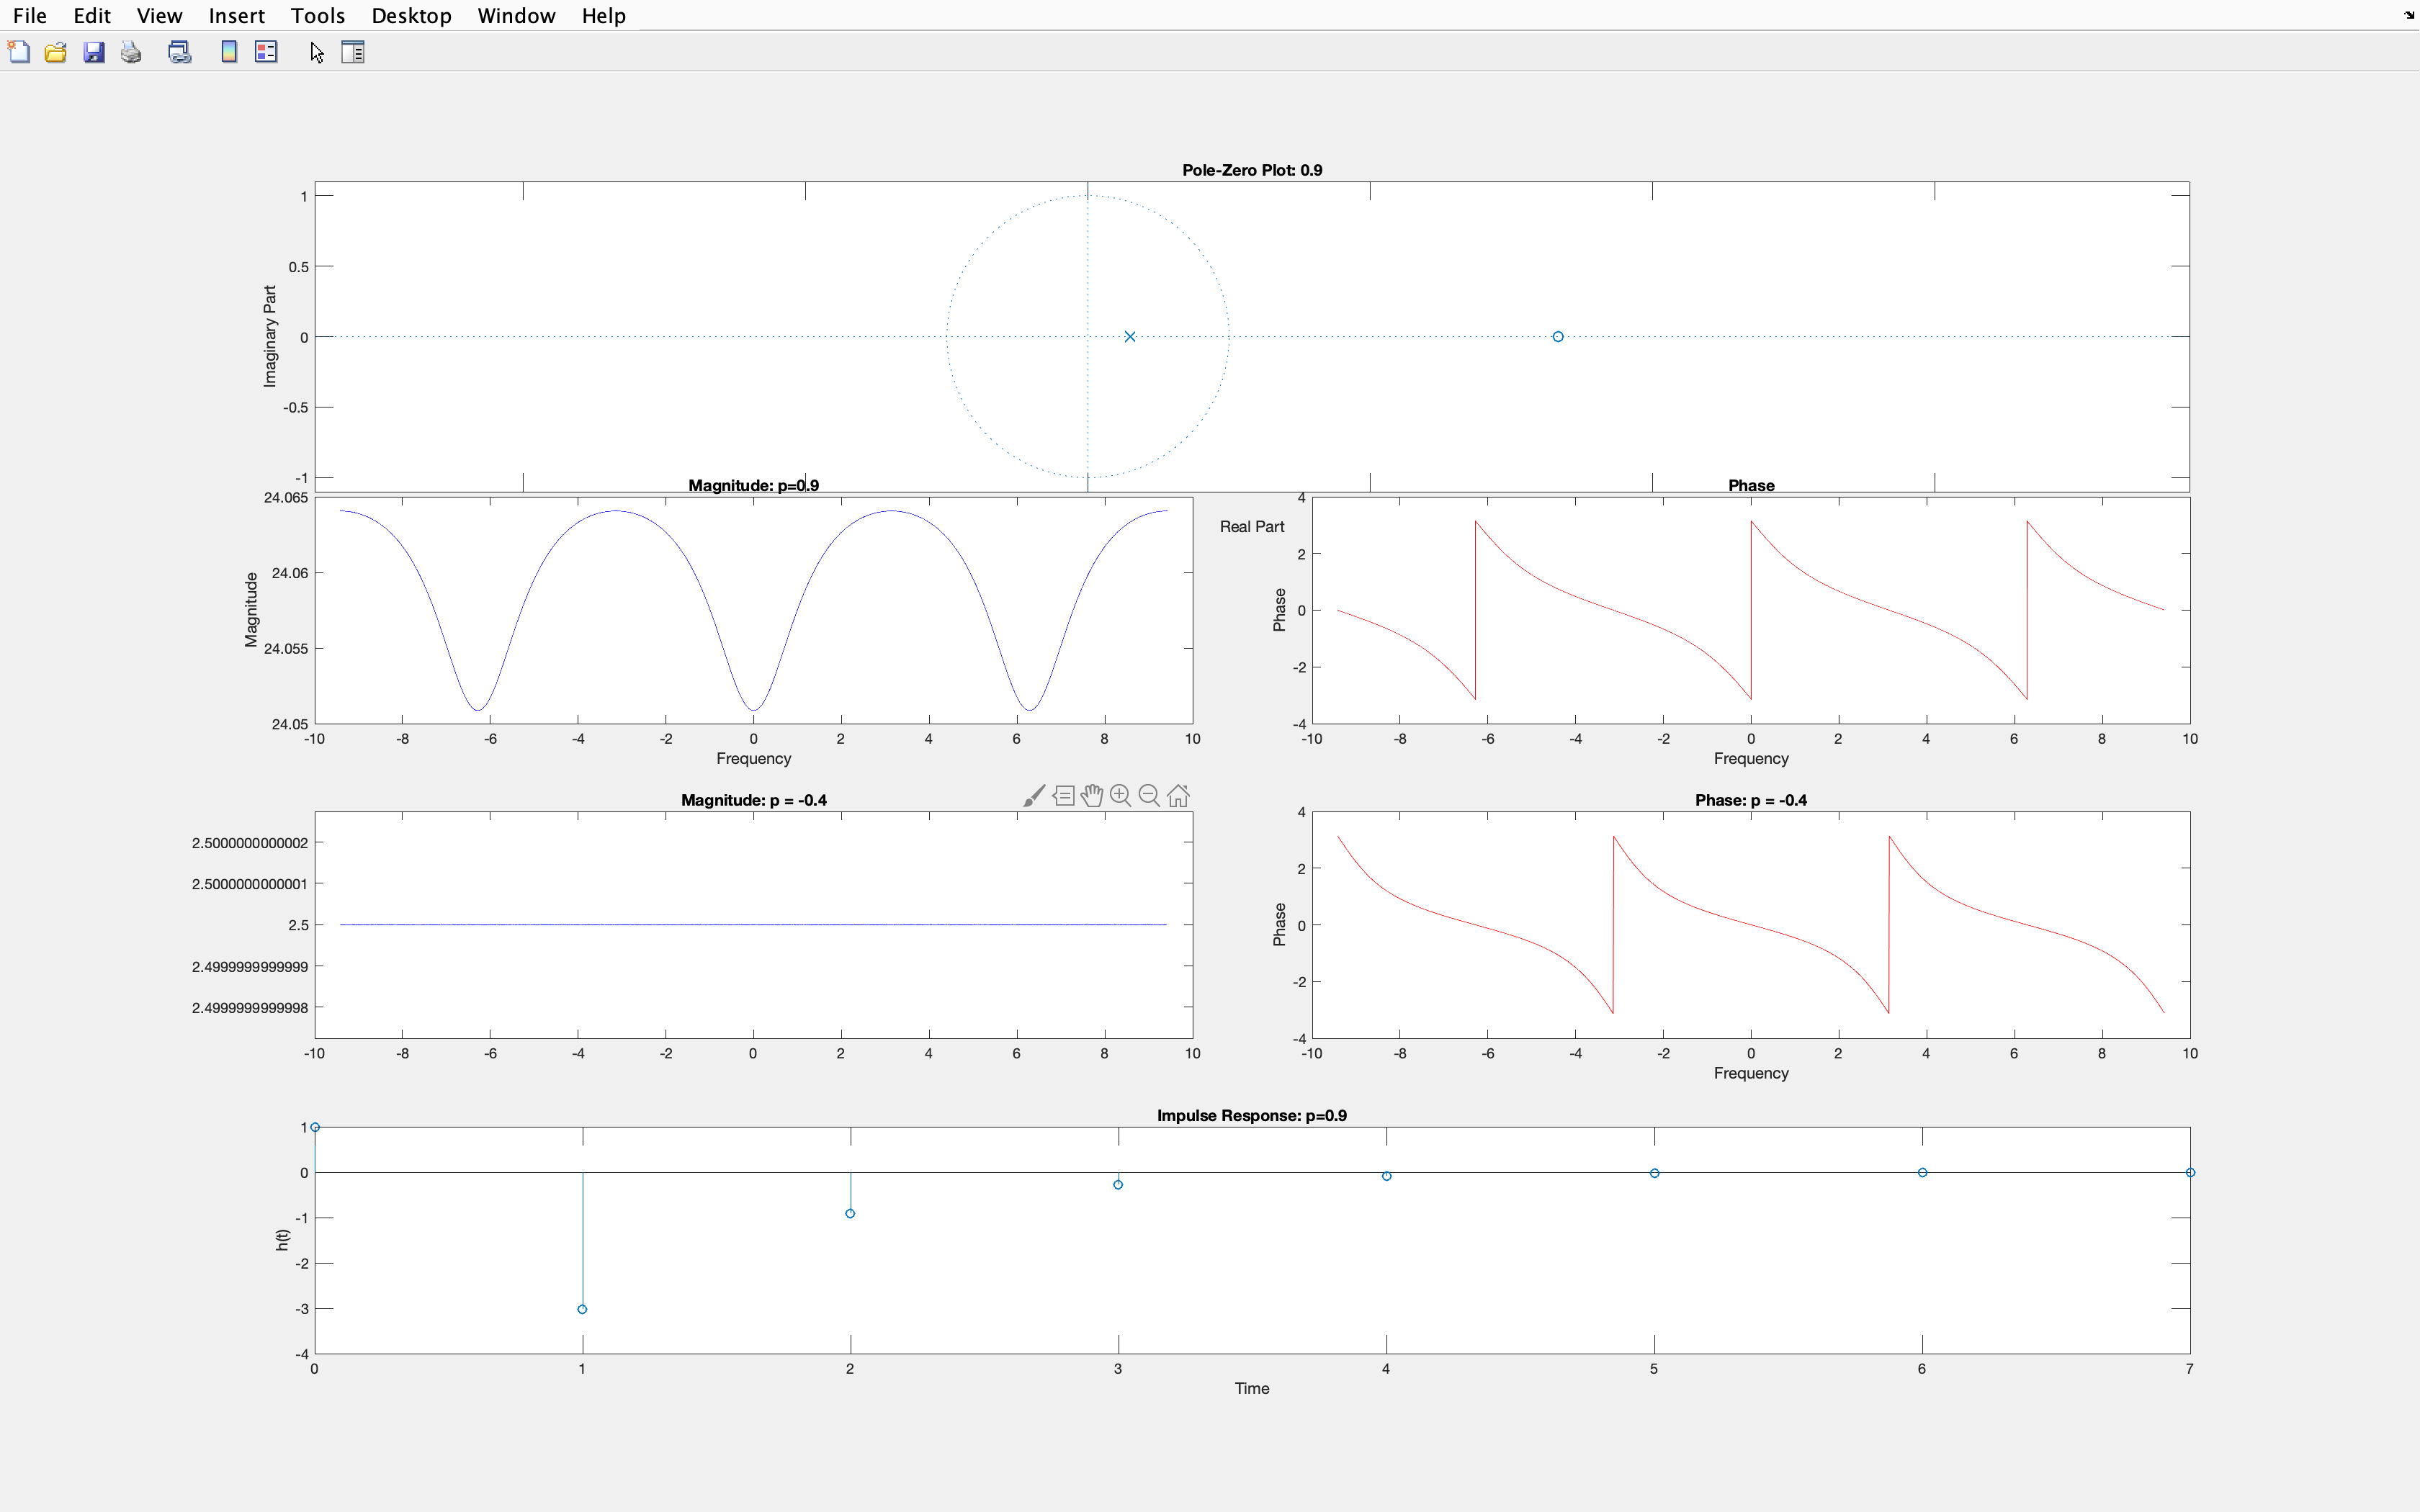 File Edit View Insert Tools Desktop Window Help
Pole-Zero Plot: 0.9
1
0.5
0
-0.5
-1
Imaginary Part
Real Part
Magnitude: p=0.9
24.065
24.06
24.055
24.05
Magnitude
-10 -8 -6 -4 -2 0 2 4 6 8 10
Frequency
Phase
4
2
0
-2
-4
Phase
-10 -8 -6 -4 -2 0 2 4 6 8 10
Frequency
Magnitude: p = -0.4
2.5000000000002
2.5000000000001
2.5
2.4999999999999
2.4999999999998
-10 -8 -6 -4 -2 0 2 4 6 8 10
Phase: p = -0.4
4
2
0
-2
-4
Phase
-10 -8 -6 -4 -2 0 2 4 6 8 10
Frequency
Impulse Response: p=0.9
1
0
-1
-2
-3
-4
h(t)
0 1 2 3 4 5 6 7
Time